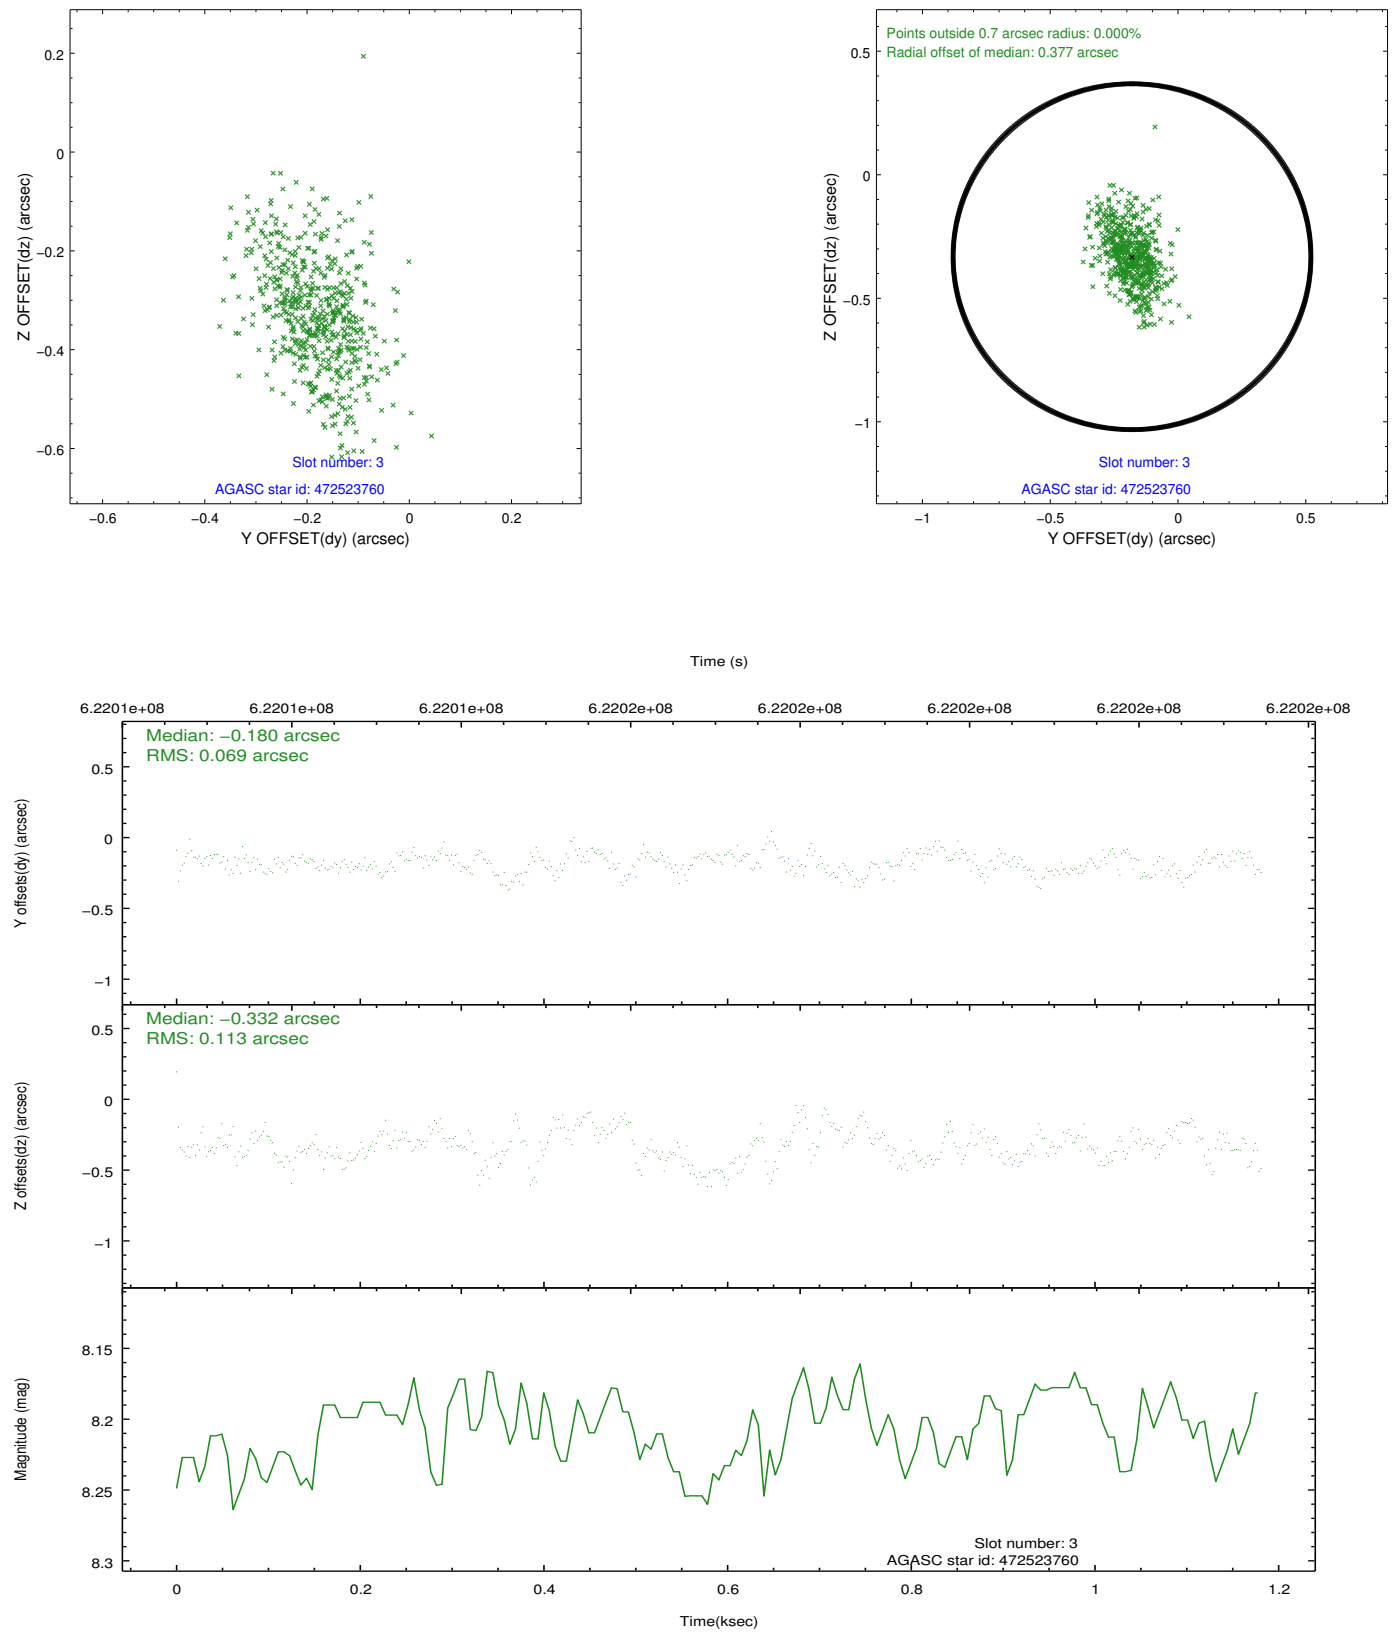 0.2
0
−0.2
−0.4
−0.6
Z OFFSET(dz) (arcsec)
Slot number: 3
AGASC star id: 472523760
−0.6
−0.4
−0.2
0
0.2
Y OFFSET(dy) (arcsec)
Points outside 0.7 arcsec radius: 0.000%
Radial offset of median: 0.377 arcsec
0.5
0
−0.5
−1
Z OFFSET(dz) (arcsec)
Slot number: 3
AGASC star id: 472523760
−1
−0.5
0
0.5
Y OFFSET(dy) (arcsec)
Time (s)
6.2201e+08
6.2201e+08
6.2201e+08
6.2202e+08
6.2202e+08
6.2202e+08
6.2202e+08
6.2202e+08
Median: −0.180 arcsec
RMS: 0.069 arcsec
0.5
0
−0.5
−1
Y offsets(dy) (arcsec)
Median: −0.332 arcsec
RMS: 0.113 arcsec
0.5
0
−0.5
−1
Z offsets(dz) (arcsec)
8.15
8.2
8.25
8.3
Magnitude (mag)
Slot number: 3
AGASC star id: 472523760
0
0.2
0.4
0.6
0.8
1
1.2
Time(ksec)